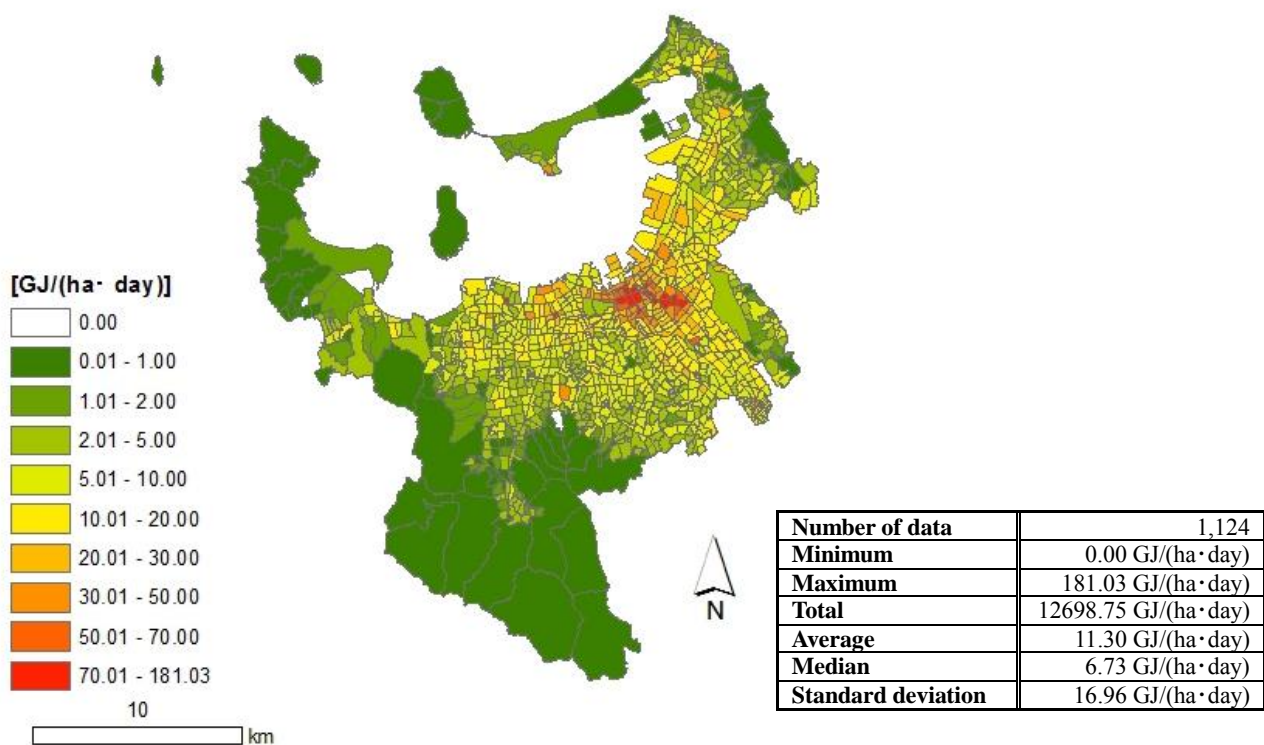 [GJ/(ha· day)]
0.00
0.01 - 1.00
1.01 - 2.00
2.01 - 5.00
5.01 - 10.00
10.01 - 20.00
20.01 - 30.00
30.01 - 50.00
50.01 - 70.00
70.01 - 181.03
10
km
N
Number of data 1,124
Minimum 0.00 GJ/(ha·day)
Maximum 181.03 GJ/(ha·day)
Total 12698.75 GJ/(ha·day)
Average 11.30 GJ/(ha·day)
Median 6.73 GJ/(ha·day)
Standard deviation 16.96 GJ/(ha·day)